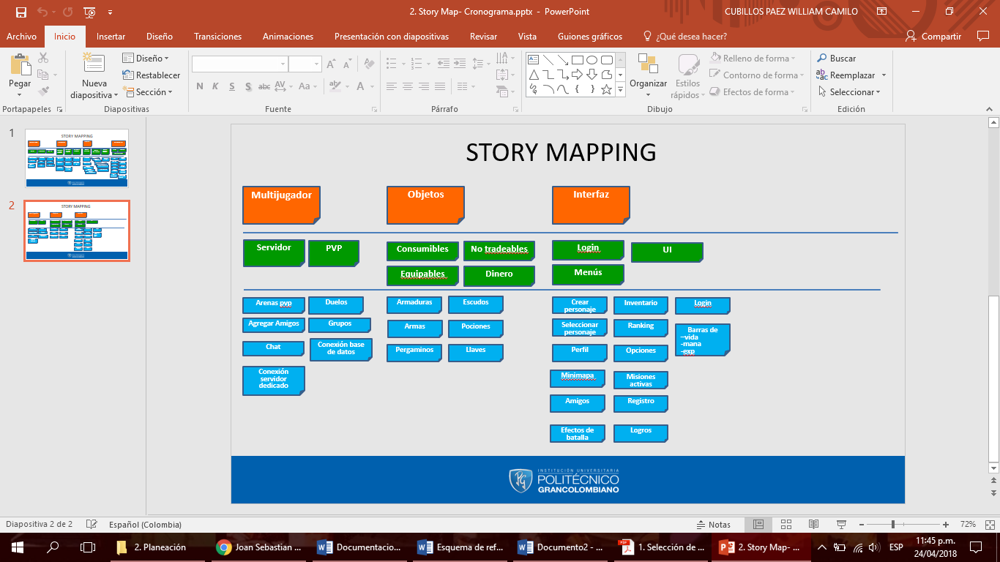 2. Story Map- Cronograma.pptx - PowerPoint
CUBILLOS PAEZ WILLIAM CAMILO
Archivo
Inicio
Insertar
Diseño
Transiciones
Animaciones
Presentación con diapositivas
Revisar
Vista
Guiones gráficos
¿Qué desea hacer?
Compartir
Pegar
Nueva
diapositiva
Diseño
Restablecer
Sección
N K S S abc AV Aa A
Organizar
Estilos
rápidos
Relleno de forma
Contorno de forma
Efectos de forma
Buscar
Reemplazar
Seleccionar
Portapapeles
Diapositivas
Fuente
Párrafo
Dibujo
Edición
1
STORY MAPPING
2
STORY MAPPING
STORY MAPPING
Multijugador
Objetos
Interfaz
Servidor
PVP
Consumibles
No tradeables
Login
UI
Equipables
Dinero
Menús
Arenas pvp
Duelos
Armaduras
Escudos
Crear
personaje
Inventario
Login
Agregar Amigos
Grupos
Armas
Pociones
Seleccionar
personaje
Ranking
Barras de
–vida
-mana
-exp
Chat
Conexión base
de datos
Pergaminos
Llaves
Perfil
Opciones
Conexión
servidor
dedicado
Minimapa
Misiones
activas
Amigos
Registro
Efectos de
batalla
Logros
INSTITUCIÓN UNIVERSITARIA
POLITÉCNICO
GRANCOLOMBIANO
Diapositiva 2 de 2
Español (Colombia)
Notas
72%
2. Planeación
Joan Sebastian ...
Documentacio...
Esquema de ref...
Documento2 - ...
1. Selección de ...
2. Story Map- ...
ESP
11:45 p.m.
24/04/2018